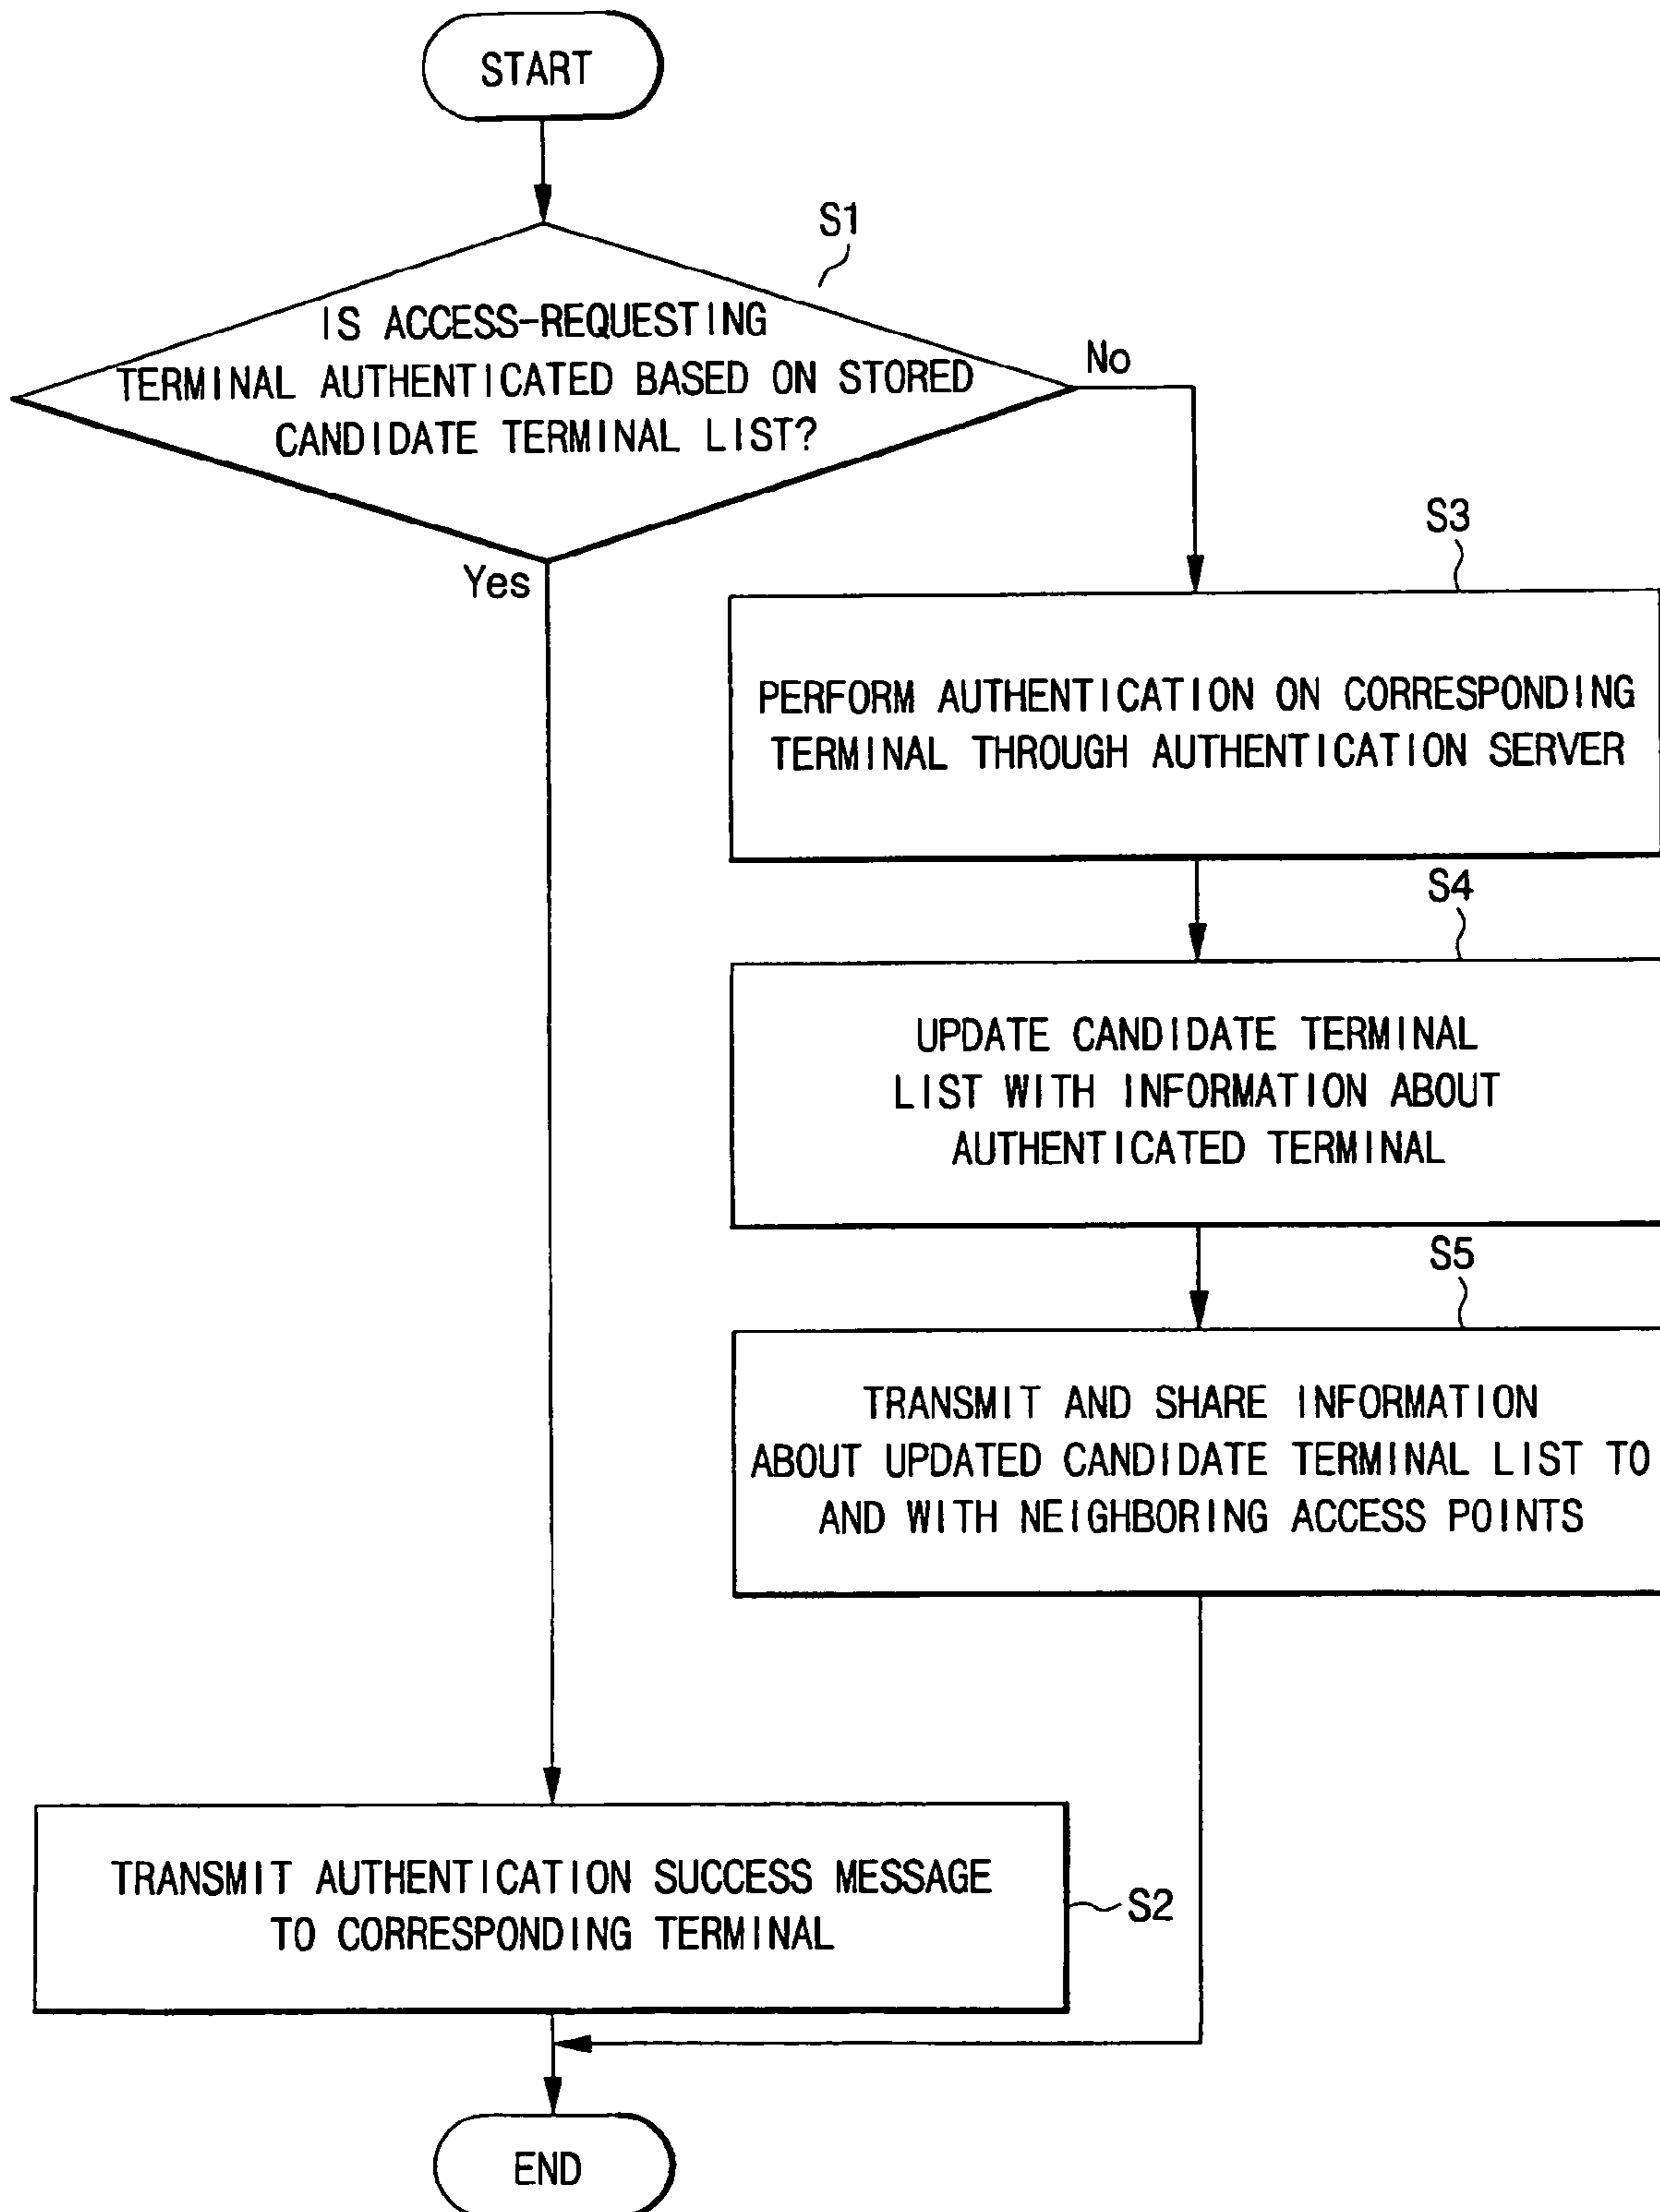 START
S1
IS ACCESS-REQUESTING
TERMINAL AUTHENTICATED BASED ON STORED
CANDIDATE TERMINAL LIST?
No
Yes
S3
PERFORM AUTHENTICATION ON CORRESPONDING
TERMINAL THROUGH AUTHENTICATION SERVER
S4
UPDATE CANDIDATE TERMINAL
LIST WITH INFORMATION ABOUT
AUTHENTICATED TERMINAL
S5
TRANSMIT AND SHARE INFORMATION
ABOUT UPDATED CANDIDATE TERMINAL LIST TO
AND WITH NEIGHBORING ACCESS POINTS
TRANSMIT AUTHENTICATION SUCCESS MESSAGE
TO CORRESPONDING TERMINAL
S2
END